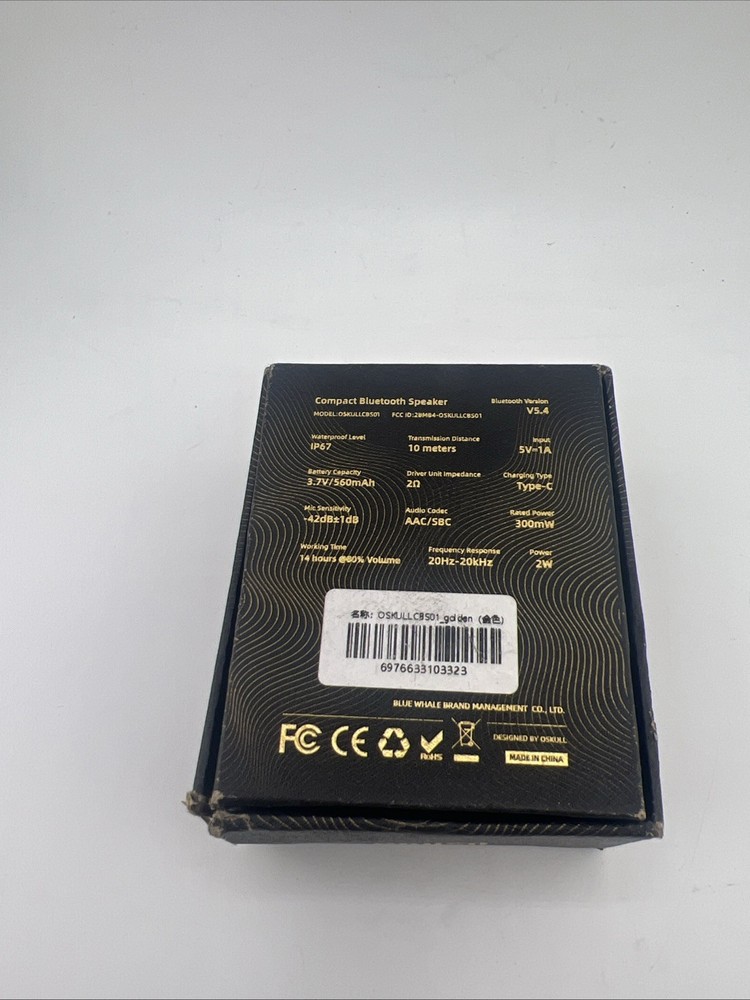 Compact Bluetooth Speaker
MODEL:OSKULLCBS01 FCC ID:2BMB4-OSKULLCBS01
Bluetooth Version
V5.4
Waterproof Level
IP67
Transmission Distance
10 meters
Input
5V=1A
Battery Capacity
3.7V/560mAh
Driver Unit Impedance
2Ω
Charging Type
Type-C
Mic Sensitivity
-42dB±1dB
Audio Codec
AAC/SBC
Rated Power
300mW
Working Time
14 hours @80% Volume
Frequency Response
20Hz-20kHz
Power
2W
名称: OSKULLCBS01_golden (金色)
6976633103323
BLUE WHALE BRAND MANAGEMENT CO., LTD.
FC CE RoHS
DESIGNED BY OSKULL
MADE IN CHINA